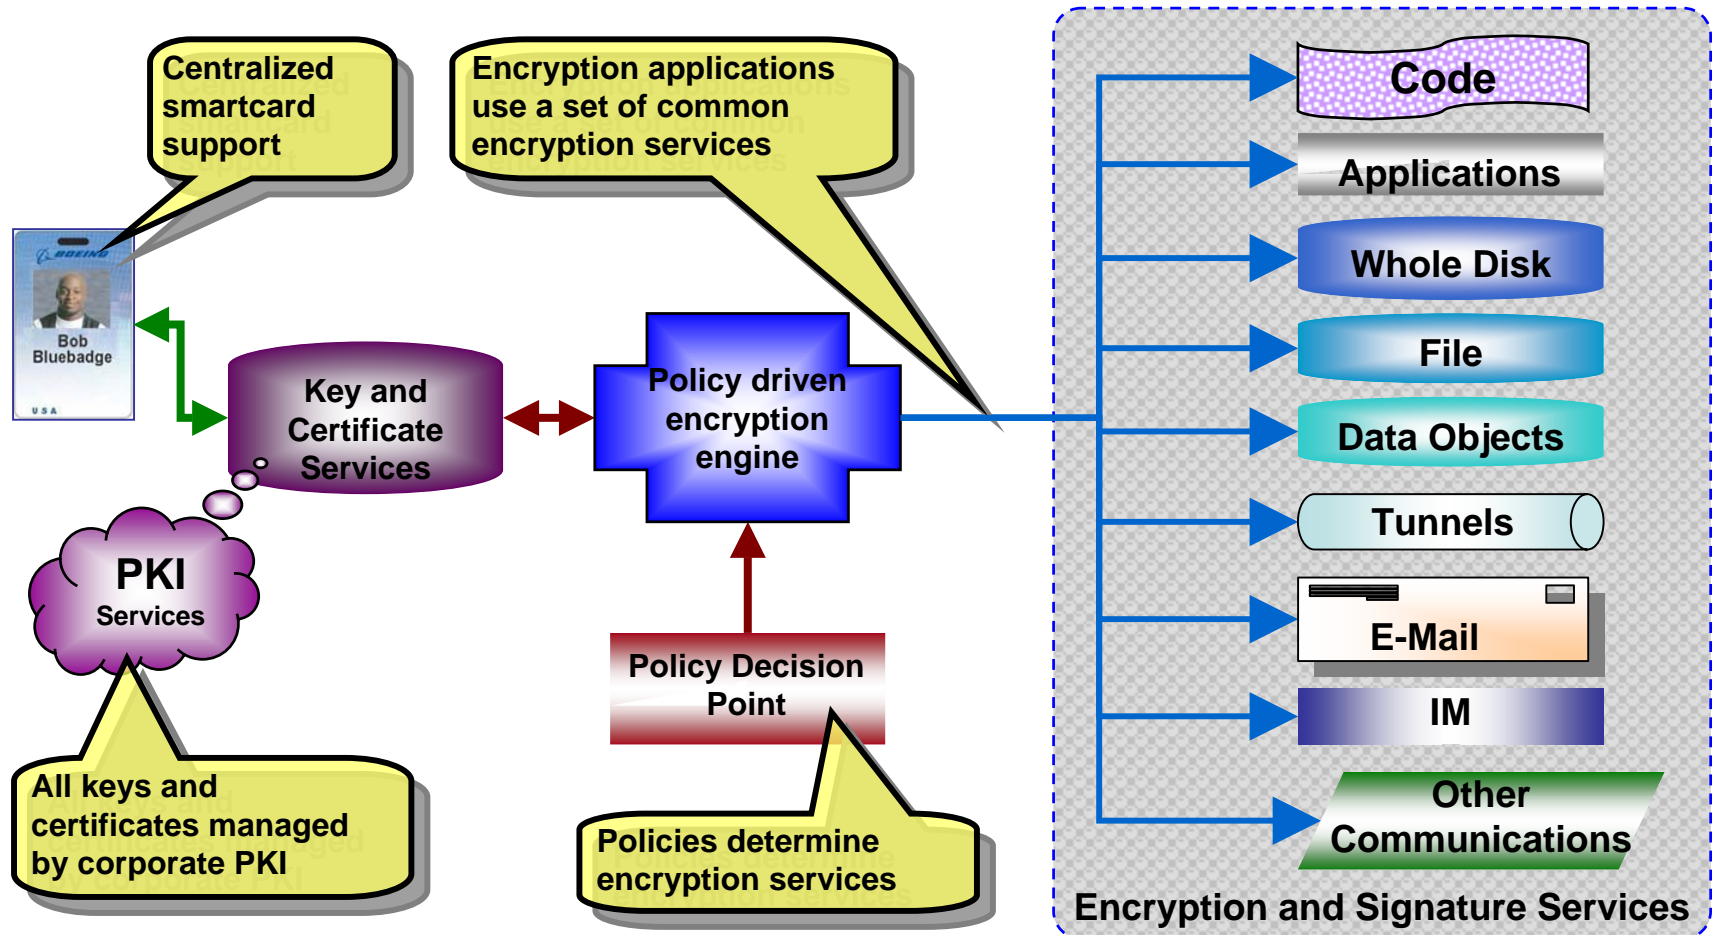 Centralized
smartcard
support
Encryption applications
use a set of common
encryption services
BOEING
Bob
Bluebadge
USA
Key and
Certificate
Services
Policy driven
encryption
engine
PKI
Services
Policy Decision
Point
All keys and
certificates managed
by corporate PKI
Policies determine
encryption services
Code
Applications
Whole Disk
File
Data Objects
Tunnels
E-Mail
IM
Other
Communications
Encryption and Signature Services